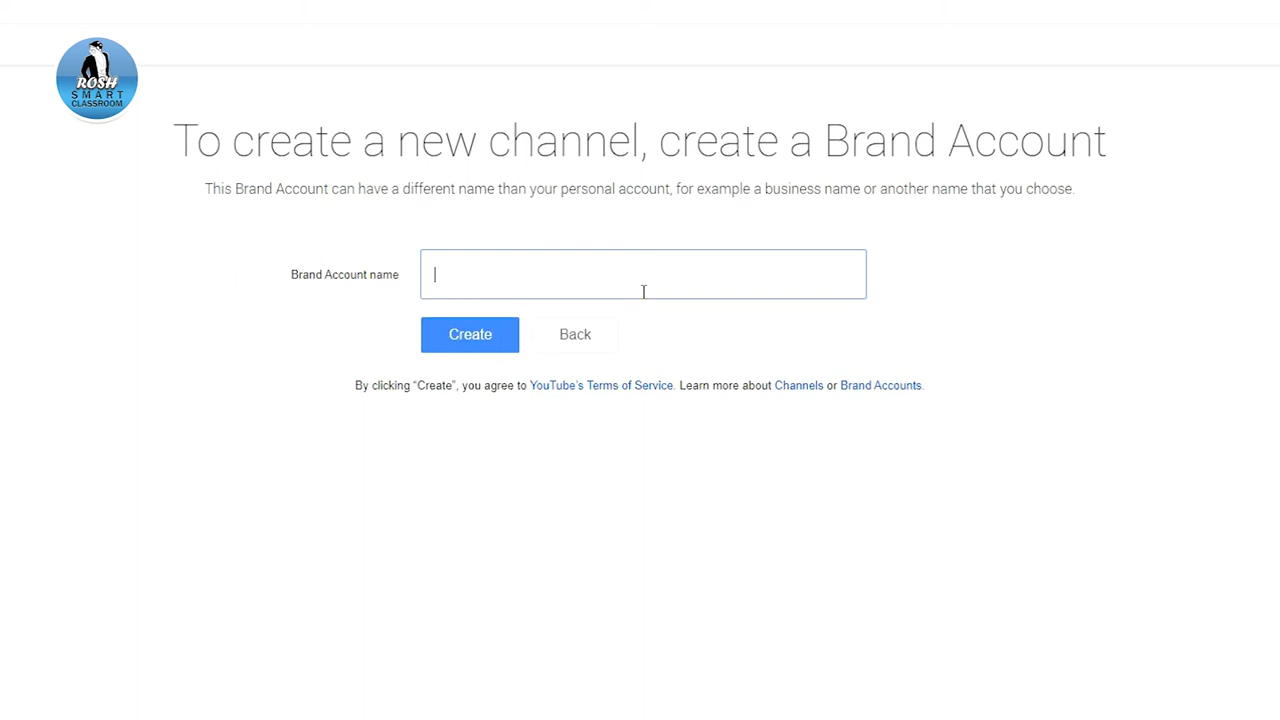 ROSH
SMART
CLASSROOM
To create a new channel, create a Brand Account
This Brand Account can have a different name than your personal account, for example a business name or another name that you choose.
Brand Account name
Create Back
By clicking “Create”, you agree to YouTube's Terms of Service. Learn more about Channels or Brand Accounts.